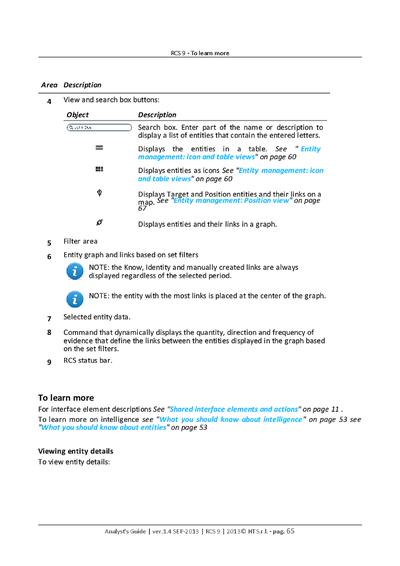 RCS 9 - To learn more
Area Description
4 View and search box buttons:
Object Description
Search box. Enter part of the name or description to
display a list of entities that contain the entered letters.
Displays the entities in a table. See "Entity
management: icon and table views" on page 60
Displays entities as icons See "Entity management: icon
and table views" on page 60
Displays Target and Position entities and their links on a
map. See "Entity management: Position view" on page
67
Displays entities and their links in a graph.
5 Filter area
6 Entity graph and links based on set filters
NOTE: the Know, Identity and manually created links are always
displayed regardless of the selected period.
NOTE: the entity with the most links is placed at the center of the graph.
7 Selected entity data.
8 Command that dynamically displays the quantity, direction and frequency of
evidence that define the links between the entities displayed in the graph based
on the set filters.
9 RCS status bar.
To learn more
For interface element descriptions See "Shared interface elements and actions" on page 11 .
To learn more on intelligence see "What you should know about intelligence" on page 53 see
"What you should know about entities" on page 53
Viewing entity details
To view entity details:
Analyst's Guide | ver.1.4 SEP-2013 | RCS 9 | 2013© HT S.r.l. - pag. 65